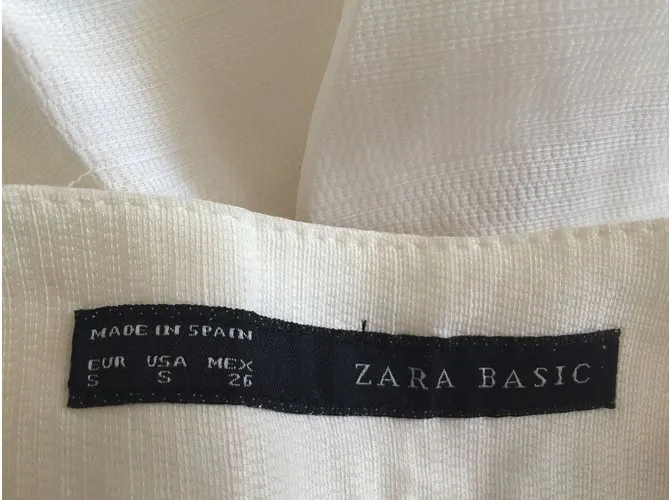 MADE IN SPAIN
EUR USA MEX
S S 26
ZARA BASIC